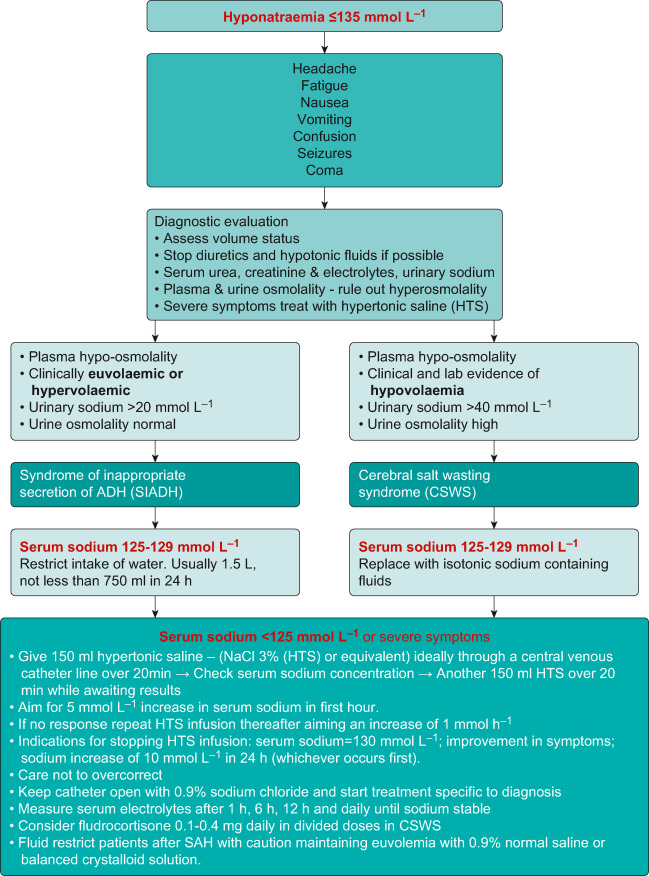 Hyponatraemia ≤135 mmol L⁻¹
Headache
Fatigue
Nausea
Vomiting
Confusion
Seizures
Coma
Diagnostic evaluation
• Assess volume status
• Stop diuretics and hypotonic fluids if possible
• Serum urea, creatinine & electrolytes, urinary sodium
• Plasma & urine osmolality - rule out hyperosmolality
• Severe symptoms treat with hypertonic saline (HTS)
• Plasma hypo-osmolality
• Clinically euvolaemic or
hypervolaemic
• Urinary sodium >20 mmol L⁻¹
• Urine osmolality normal
• Plasma hypo-osmolality
• Clinical and lab evidence of
hypovolaemia
• Urinary sodium >40 mmol L⁻¹
• Urine osmolality high
Syndrome of inappropriate
secretion of ADH (SIADH)
Cerebral salt wasting
syndrome (CSWS)
Serum sodium 125-129 mmol L⁻¹
Restrict intake of water. Usually 1.5 L,
not less than 750 ml in 24 h
Serum sodium 125-129 mmol L⁻¹
Replace with isotonic sodium containing
fluids
Serum sodium <125 mmol L⁻¹ or severe symptoms
• Give 150 ml hypertonic saline – (NaCl 3% (HTS) or equivalent) ideally through a central venous
catheter line over 20min → Check serum sodium concentration → Another 150 ml HTS over 20
min while awaiting results
• Aim for 5 mmol L⁻¹ increase in serum sodium in first hour.
• If no response repeat HTS infusion thereafter aiming an increase of 1 mmol h⁻¹
• Indications for stopping HTS infusion: serum sodium=130 mmol L⁻¹; improvement in symptoms;
sodium increase of 10 mmol L⁻¹ in 24 h (whichever occurs first).
• Care not to overcorrect
• Keep catheter open with 0.9% sodium chloride and start treatment specific to diagnosis
• Measure serum electrolytes after 1 h, 6 h, 12 h and daily until sodium stable
• Consider fludrocortisone 0.1-0.4 mg daily in divided doses in CSWS
• Fluid restrict patients after SAH with caution maintaining euvolemia with 0.9% normal saline or
balanced crystalloid solution.